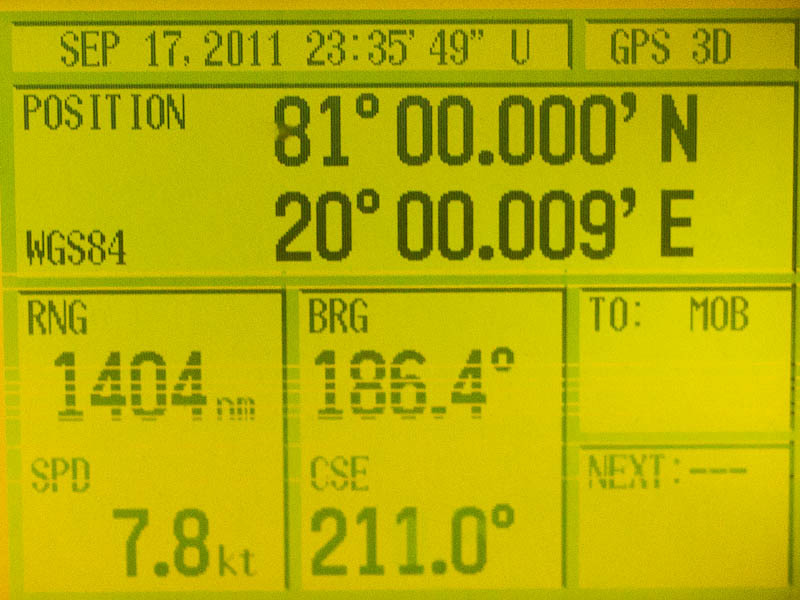 SEP 17, 2011 23:35' 49" U GPS 3D
POSITION 81° 00.000' N
WGS84 20° 00.009' E
RNG BRG TO: MOB
1404 nm 186.4°
SPD CSE NEXT:---
7.8 kt 211.0°